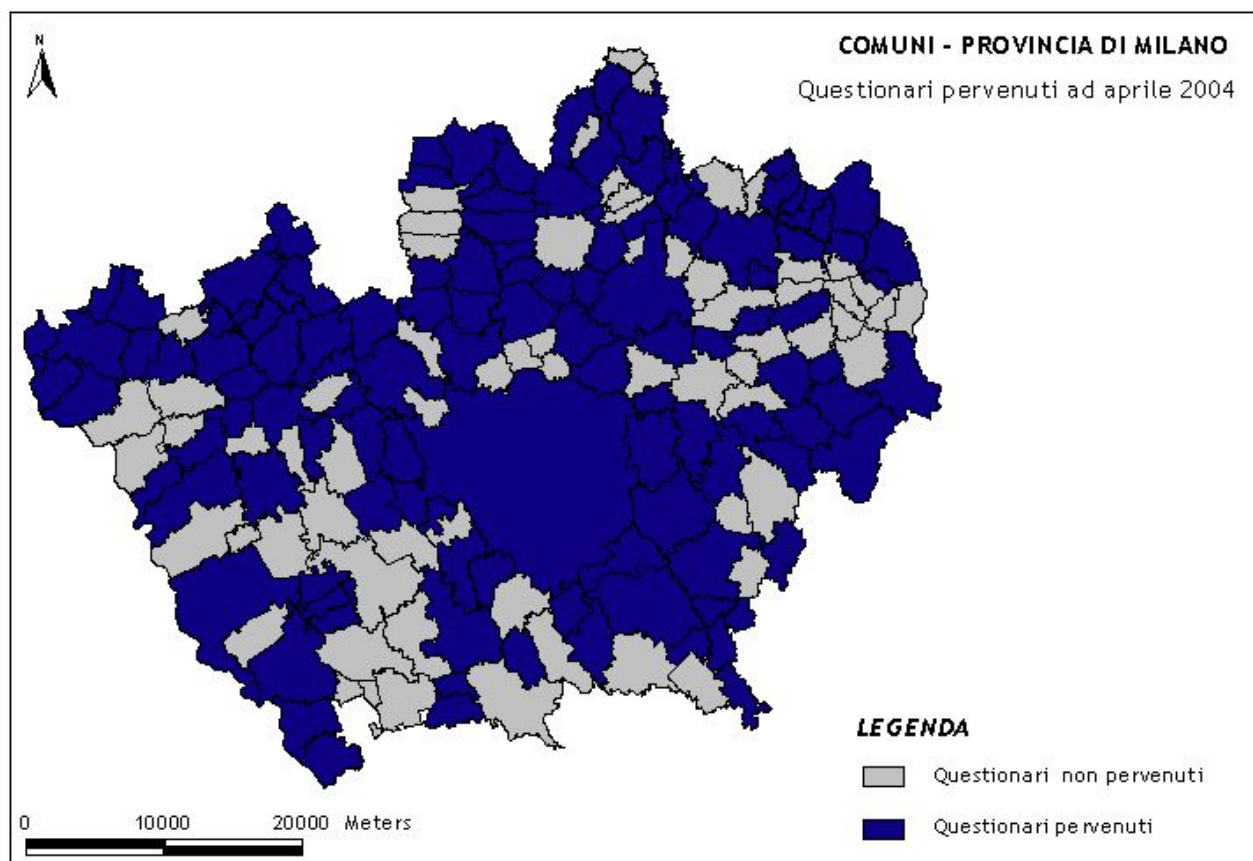 N
COMUNI - PROVINCIA DI MILANO
Questionari pervenuti ad aprile 2004
LEGENDA
Questionari non pervenuti
Questionari pervenuti
0 10000 20000 Meters